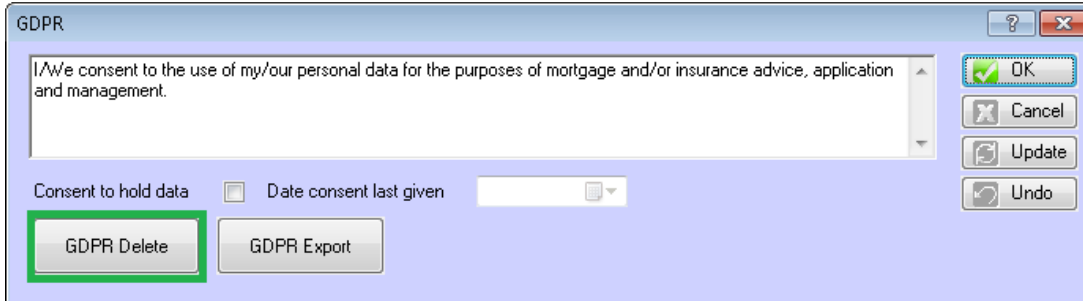 GDPR
I/We consent to the use of my/our personal data for the purposes of mortgage and/or insurance advice, application
and management.
OK
Cancel
Update
Undo
Consent to hold data
Date consent last given
GDPR Delete
GDPR Export